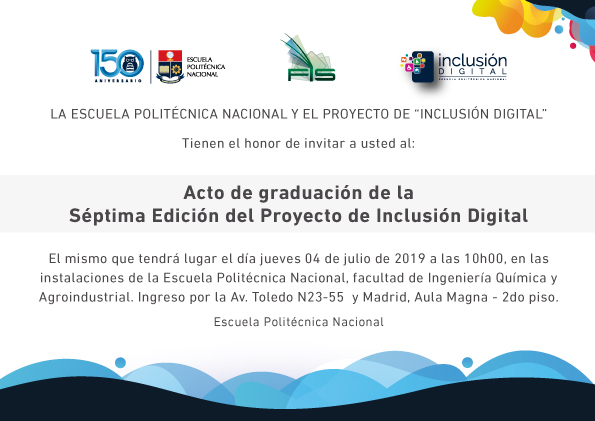 150
ANIVERSARIO
ESCUELA
POLITÉCNICA
NACIONAL
FIS
inclusión
DIGITAL
ESCUELA POLITÉCNICA NACIONAL
LA ESCUELA POLITÉCNICA NACIONAL Y EL PROYECTO DE “INCLUSIÓN DIGITAL”
Tienen el honor de invitar a usted al:
Acto de graduación de la
Séptima Edición del Proyecto de Inclusión Digital
El mismo que tendrá lugar el día jueves 04 de julio de 2019 a las 10h00, en las
instalaciones de la Escuela Politécnica Nacional, facultad de Ingeniería Química y
Agroindustrial. Ingreso por la Av. Toledo N23-55 y Madrid, Aula Magna - 2do piso.
Escuela Politécnica Nacional